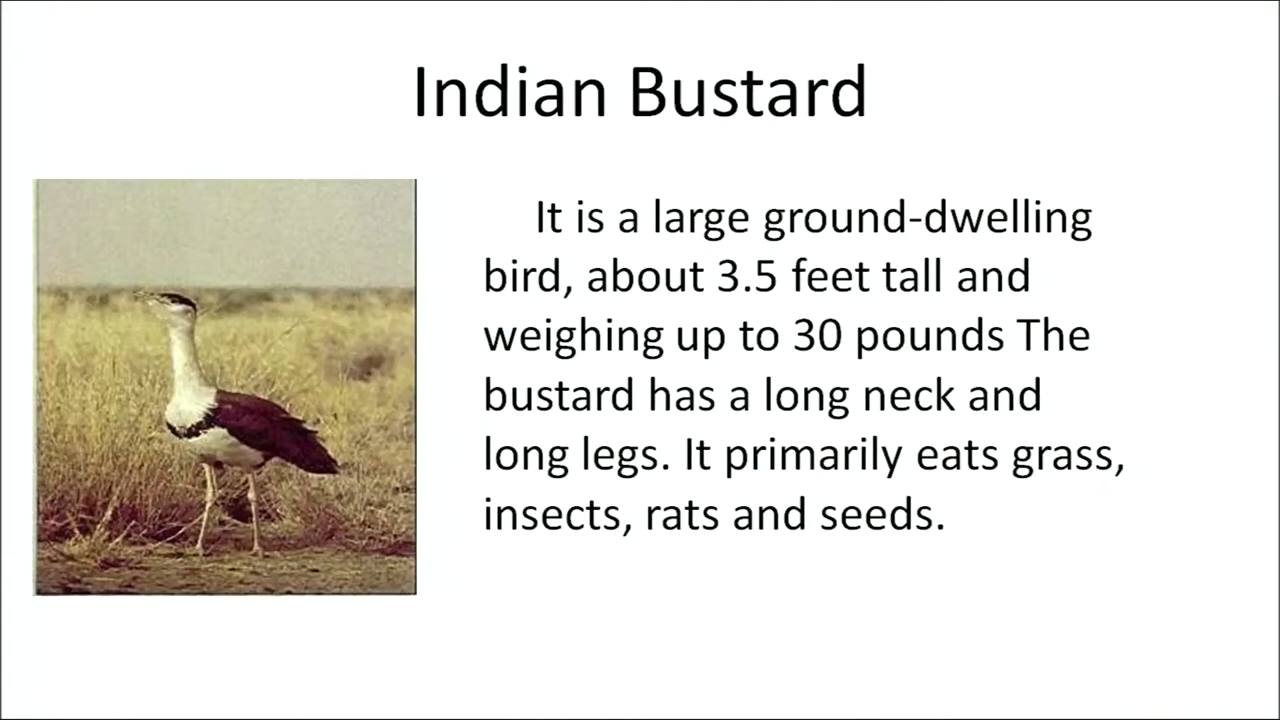 Indian Bustard
It is a large ground-dwelling
bird, about 3.5 feet tall and
weighing up to 30 pounds The
bustard has a long neck and
long legs. It primarily eats grass,
insects, rats and seeds.